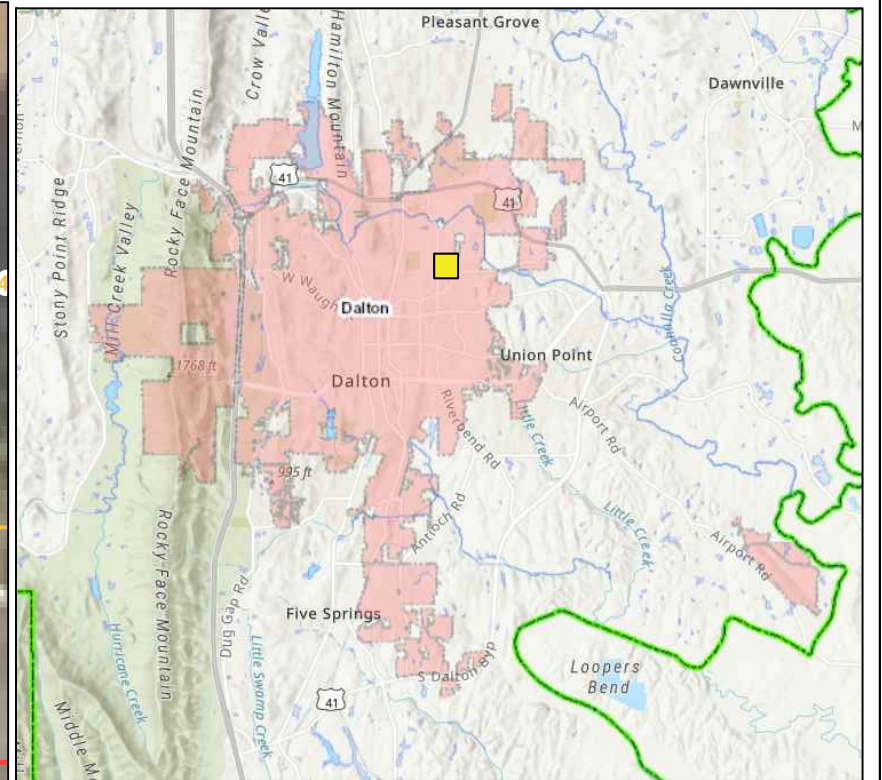 Pleasant Grove
Dawnville
Crow Valle
Hamilton Mountain
Rocky Face Mountain
Stony Point Ridge
Mill Creek Valley
41
41
W Waugh
Dalton
Coahulla Creek
Union Point
1768 ft
Dalton
Riverbend Rd
Little Creek
Airport Rd
995 ft
Antioch Rd
Little Creek
Airport Rd
Rocky Face Mountain
Dug Gap Rd
Five Springs
Hurricane Creek
Little Swamp Creek
S Dalton Byp
Loopers
Bend
41
Middle Mo